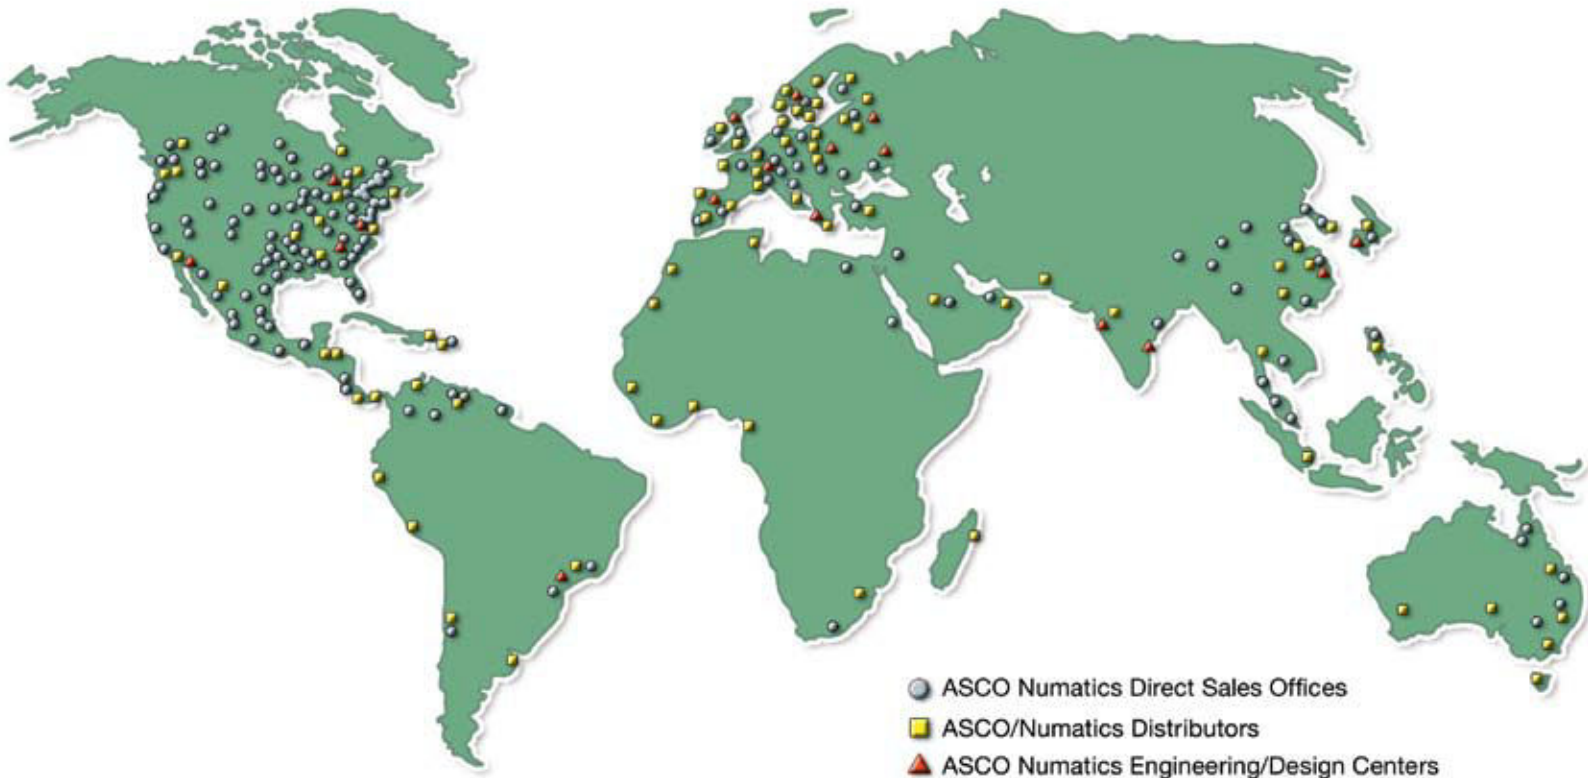 ASCO Numatics Direct Sales Offices
ASCO/Numatics Distributors
ASCO Numatics Engineering/Design Centers